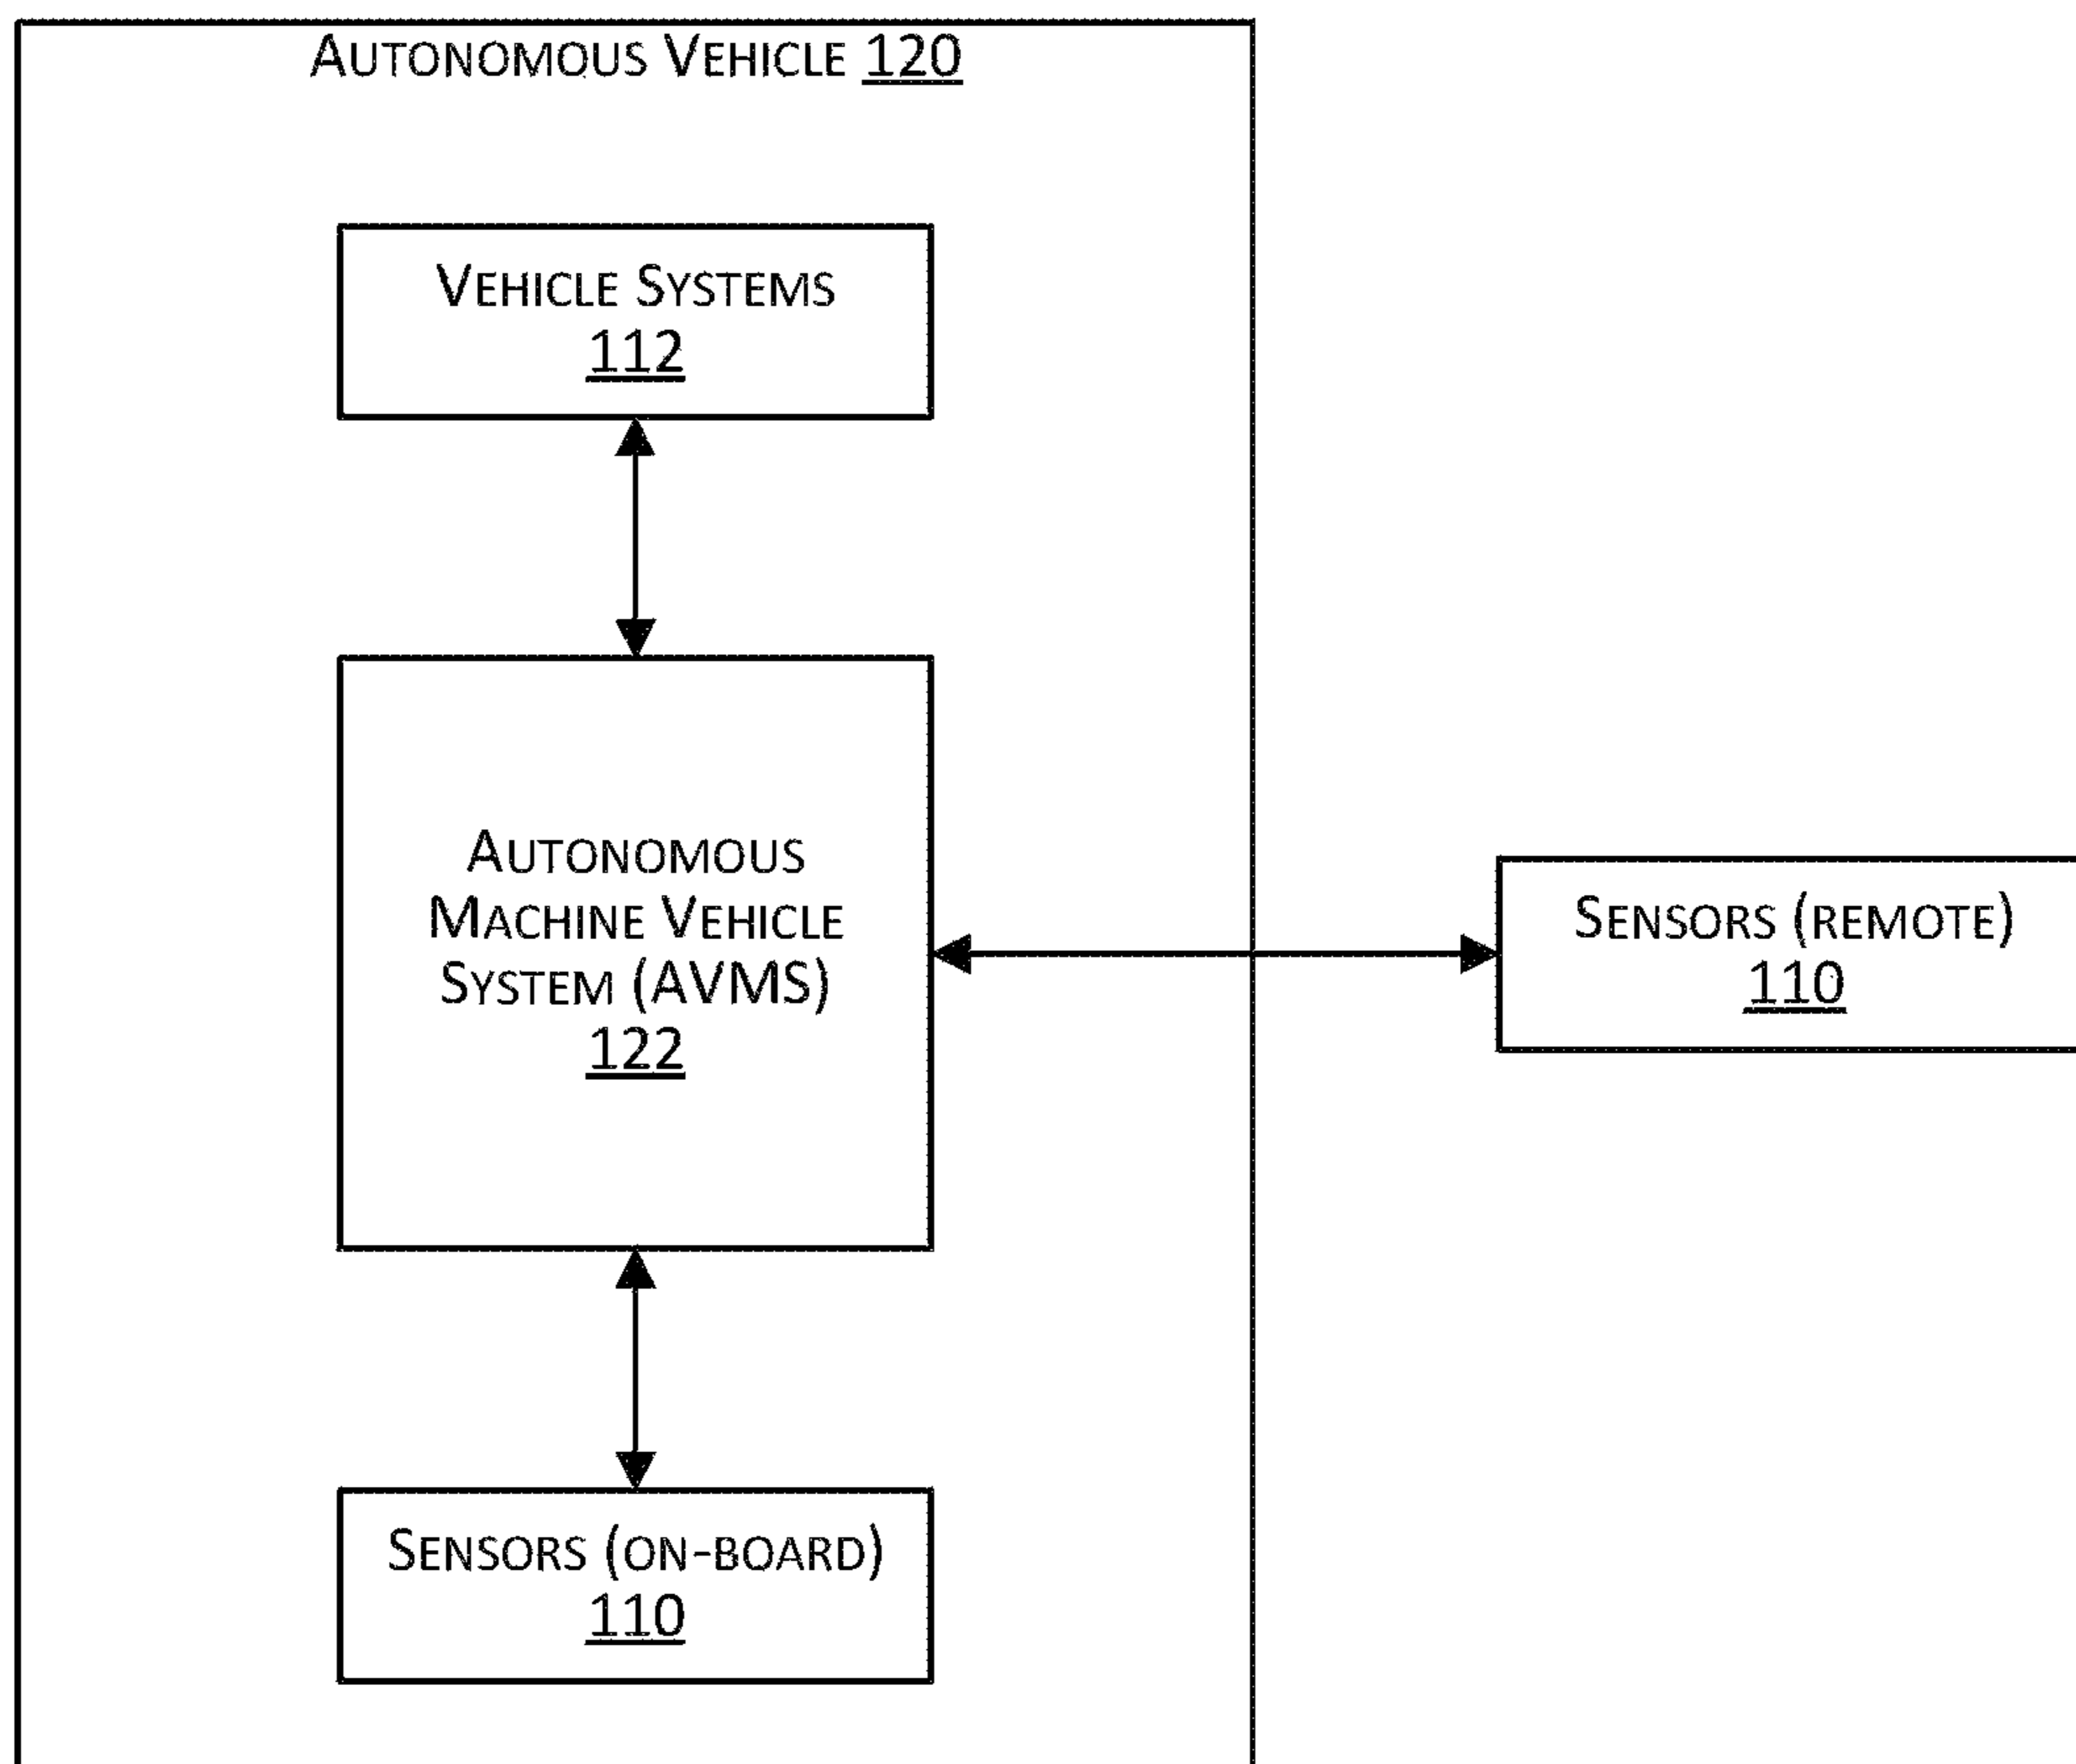 AUTONOMOUS VEHICLE 120
VEHICLE SYSTEMS
112
AUTONOMOUS
MACHINE VEHICLE
SYSTEM (AVMS)
122
SENSORS (REMOTE)
110
SENSORS (ON-BOARD)
110